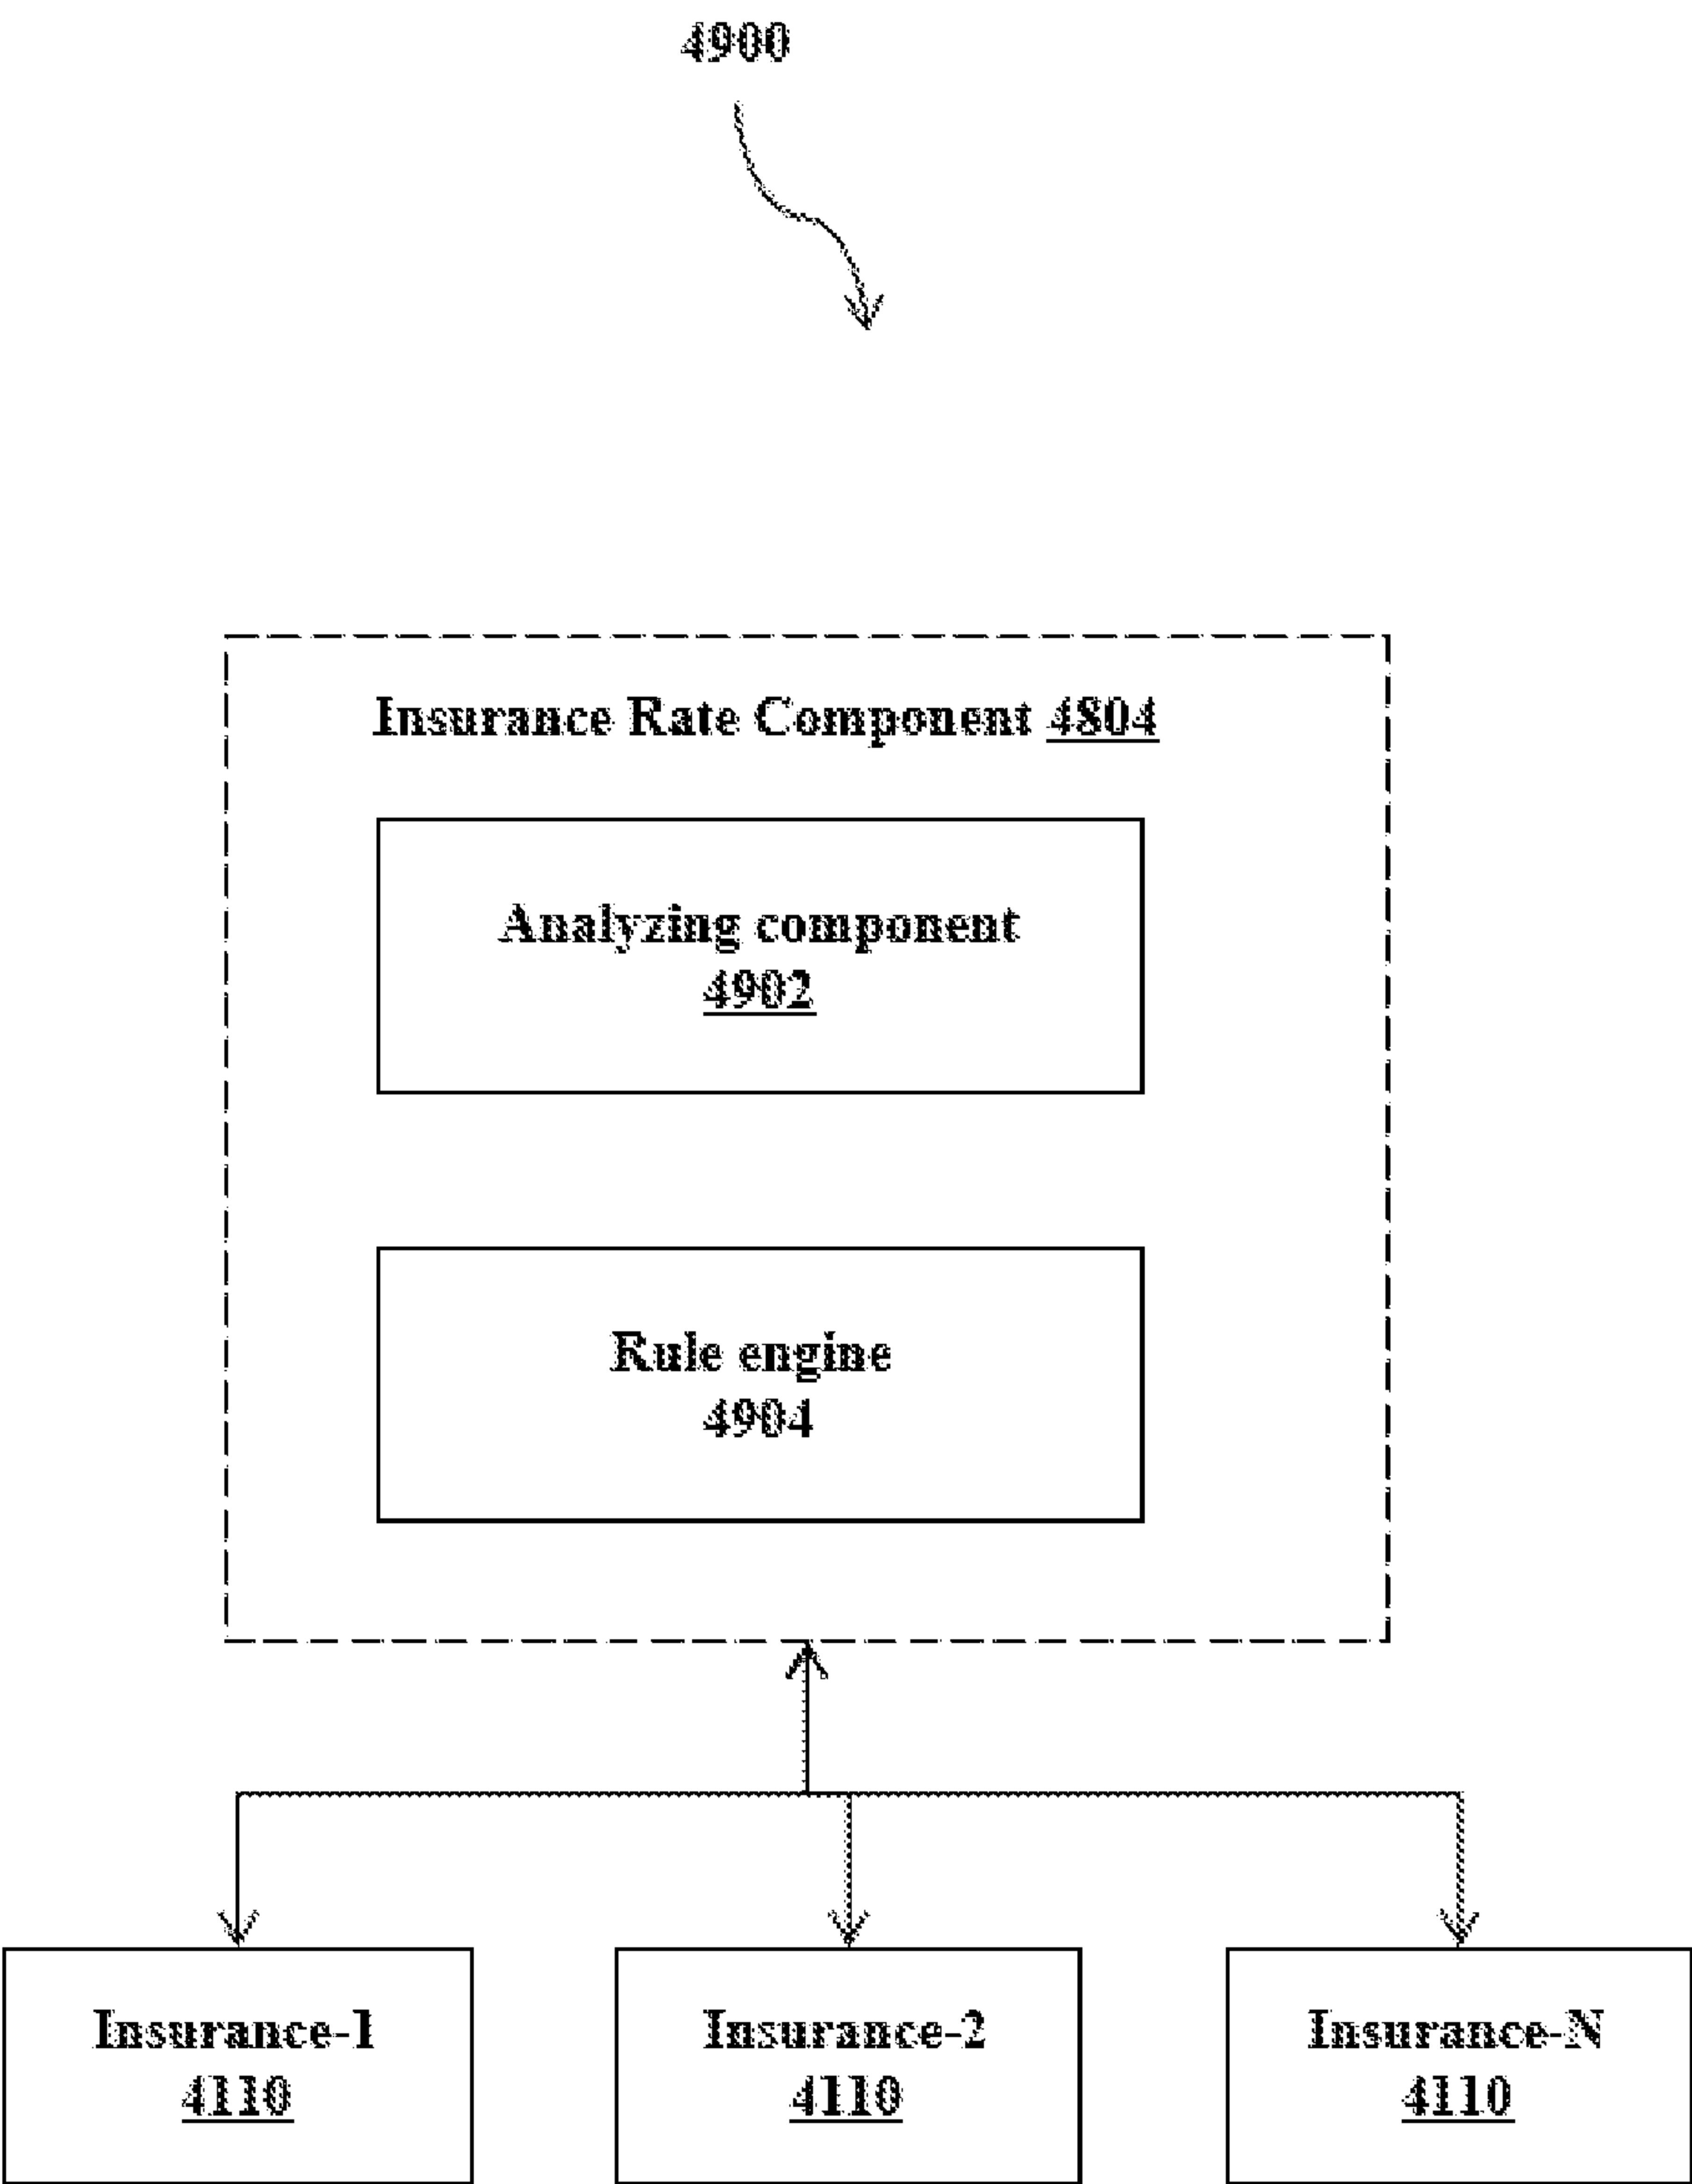 4900
Insurance Rate Component 4804
Analyzing component
4902
Rule engine
4904
Insurance-1
4110
Insurance-2
4110
Insurance-N
4110